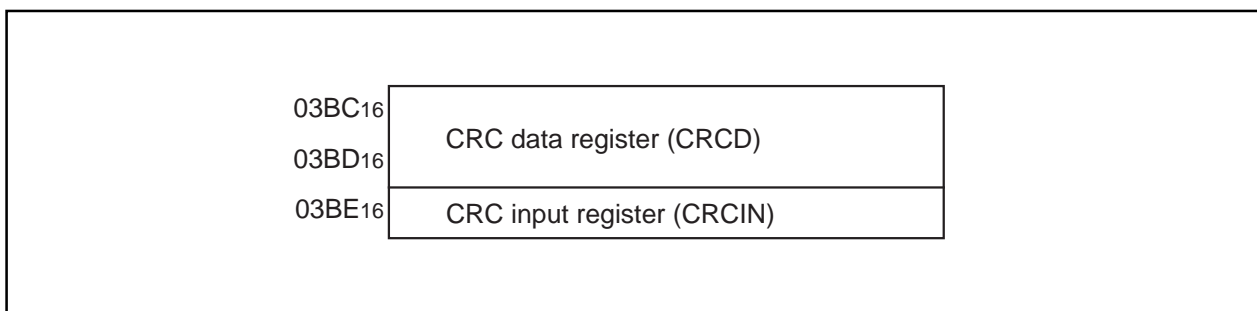 03BC16
CRC data register (CRCD)
03BD16
03BE16 CRC input register (CRCIN)